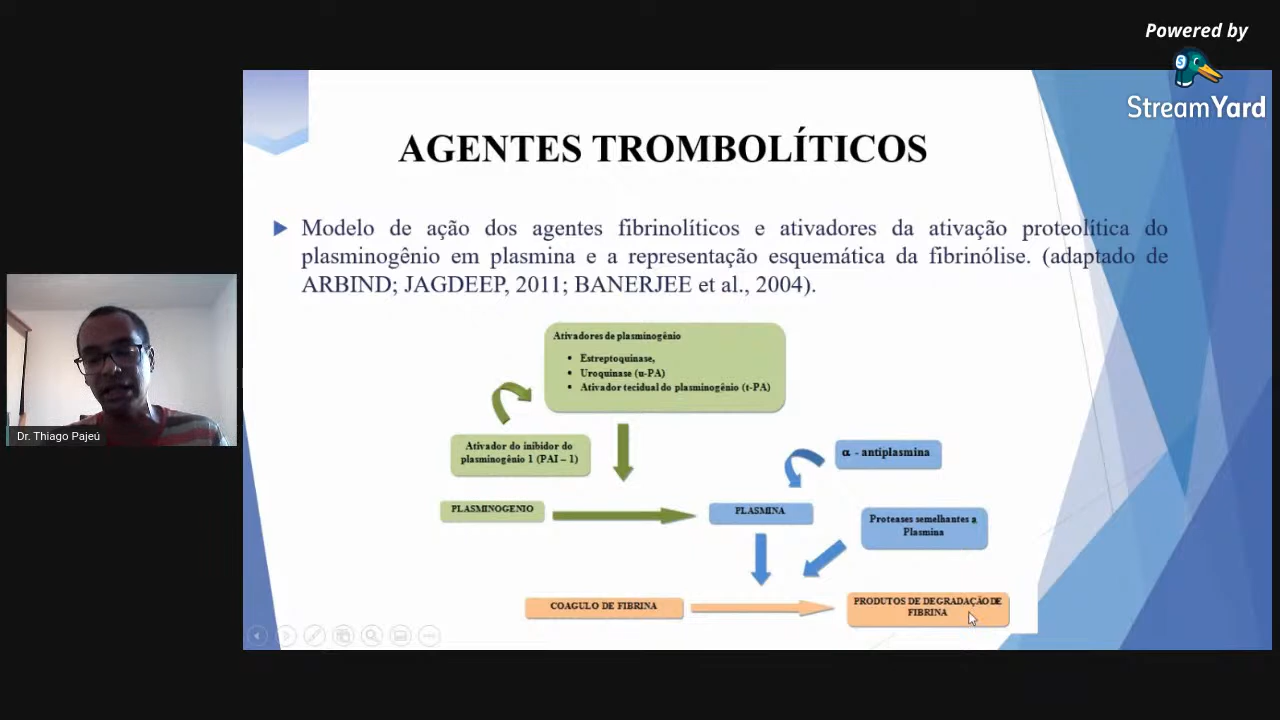 Powered by
StreamYard
AGENTES TROMBOLÍTICOS
Modelo de ação dos agentes fibrinolíticos e ativadores da ativação proteolítica do
plasminogênio em plasmina e a representação esquemática da fibrinólise. (adaptado de
ARBIND; JAGDEEP, 2011; BANERJEE et al., 2004).
Ativadores de plasminogênio
Estreptoquinase,
Uroquinase (u-PA)
Ativador tecidual do plasminogênio (t-PA)
Ativador do inibidor do
plasminogênio 1 (PAI – 1)
α - antiplasmina
PLASMINOGENIO
PLASMINA
Proteases semelhantes a
Plasmina
COAGULO DE FIBRINA
PRODUTOS DE DEGRADAÇÃO DE
FIBRINA
Dr. Thiago Pajeú